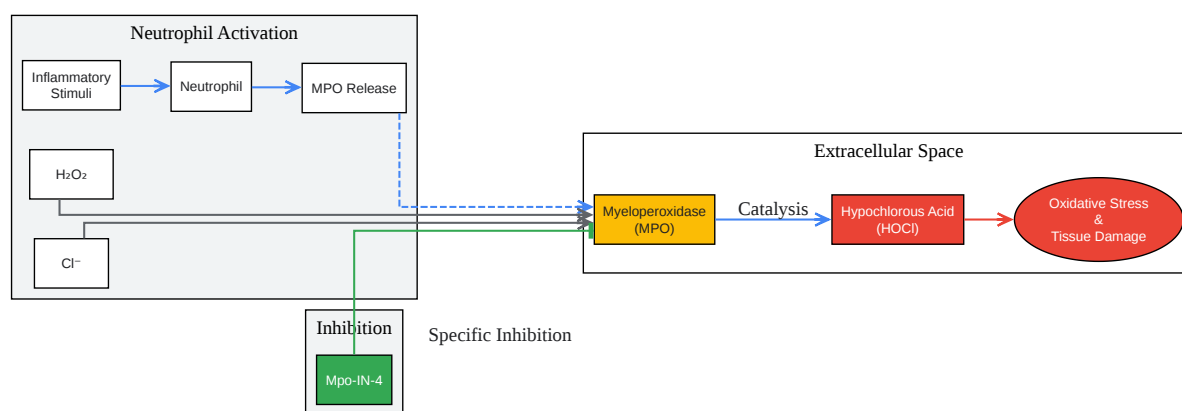 Neutrophil Activation
Inflammatory
Stimuli
Neutrophil
MPO Release
H₂O₂
Cl⁻
Extracellular Space
Myeloperoxidase
(MPO)
Catalysis
Hypochlorous Acid
(HOCl)
Oxidative Stress
&
Tissue Damage
Inhibition
Specific Inhibition
Mpo-IN-4